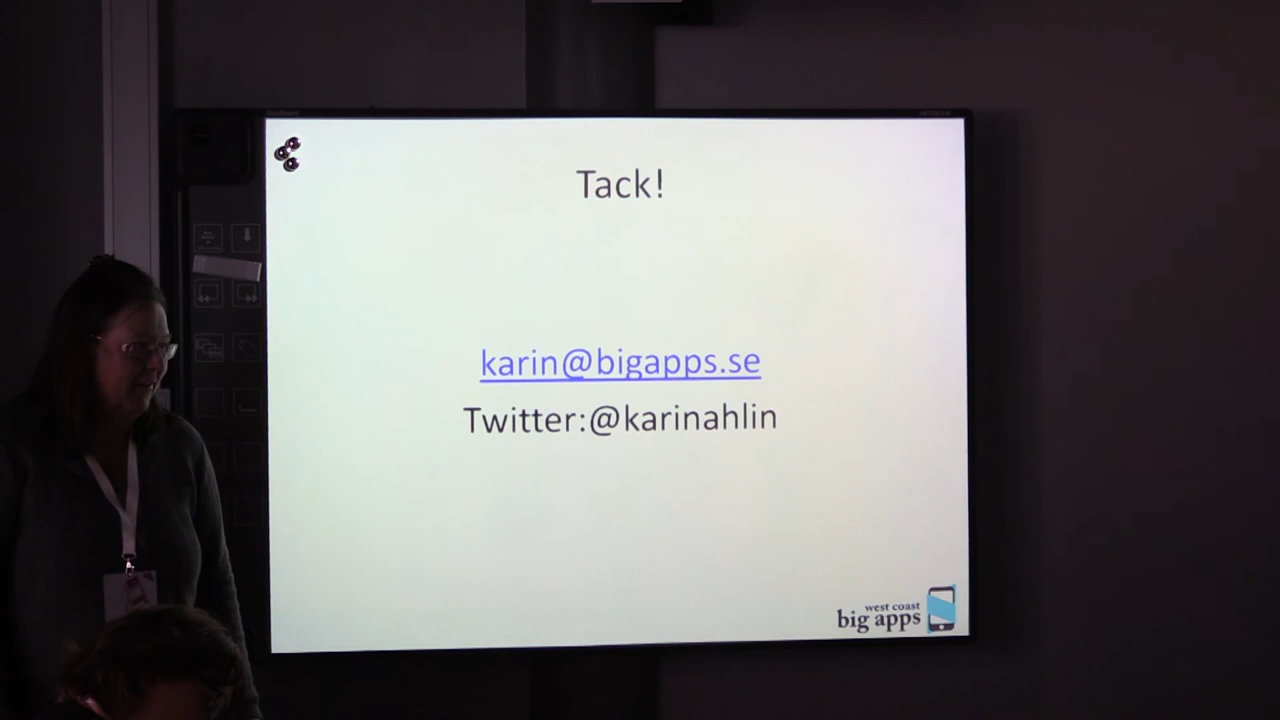 Tack!
karin@bigapps.se
Twitter:@karinahlin
west coast
big apps